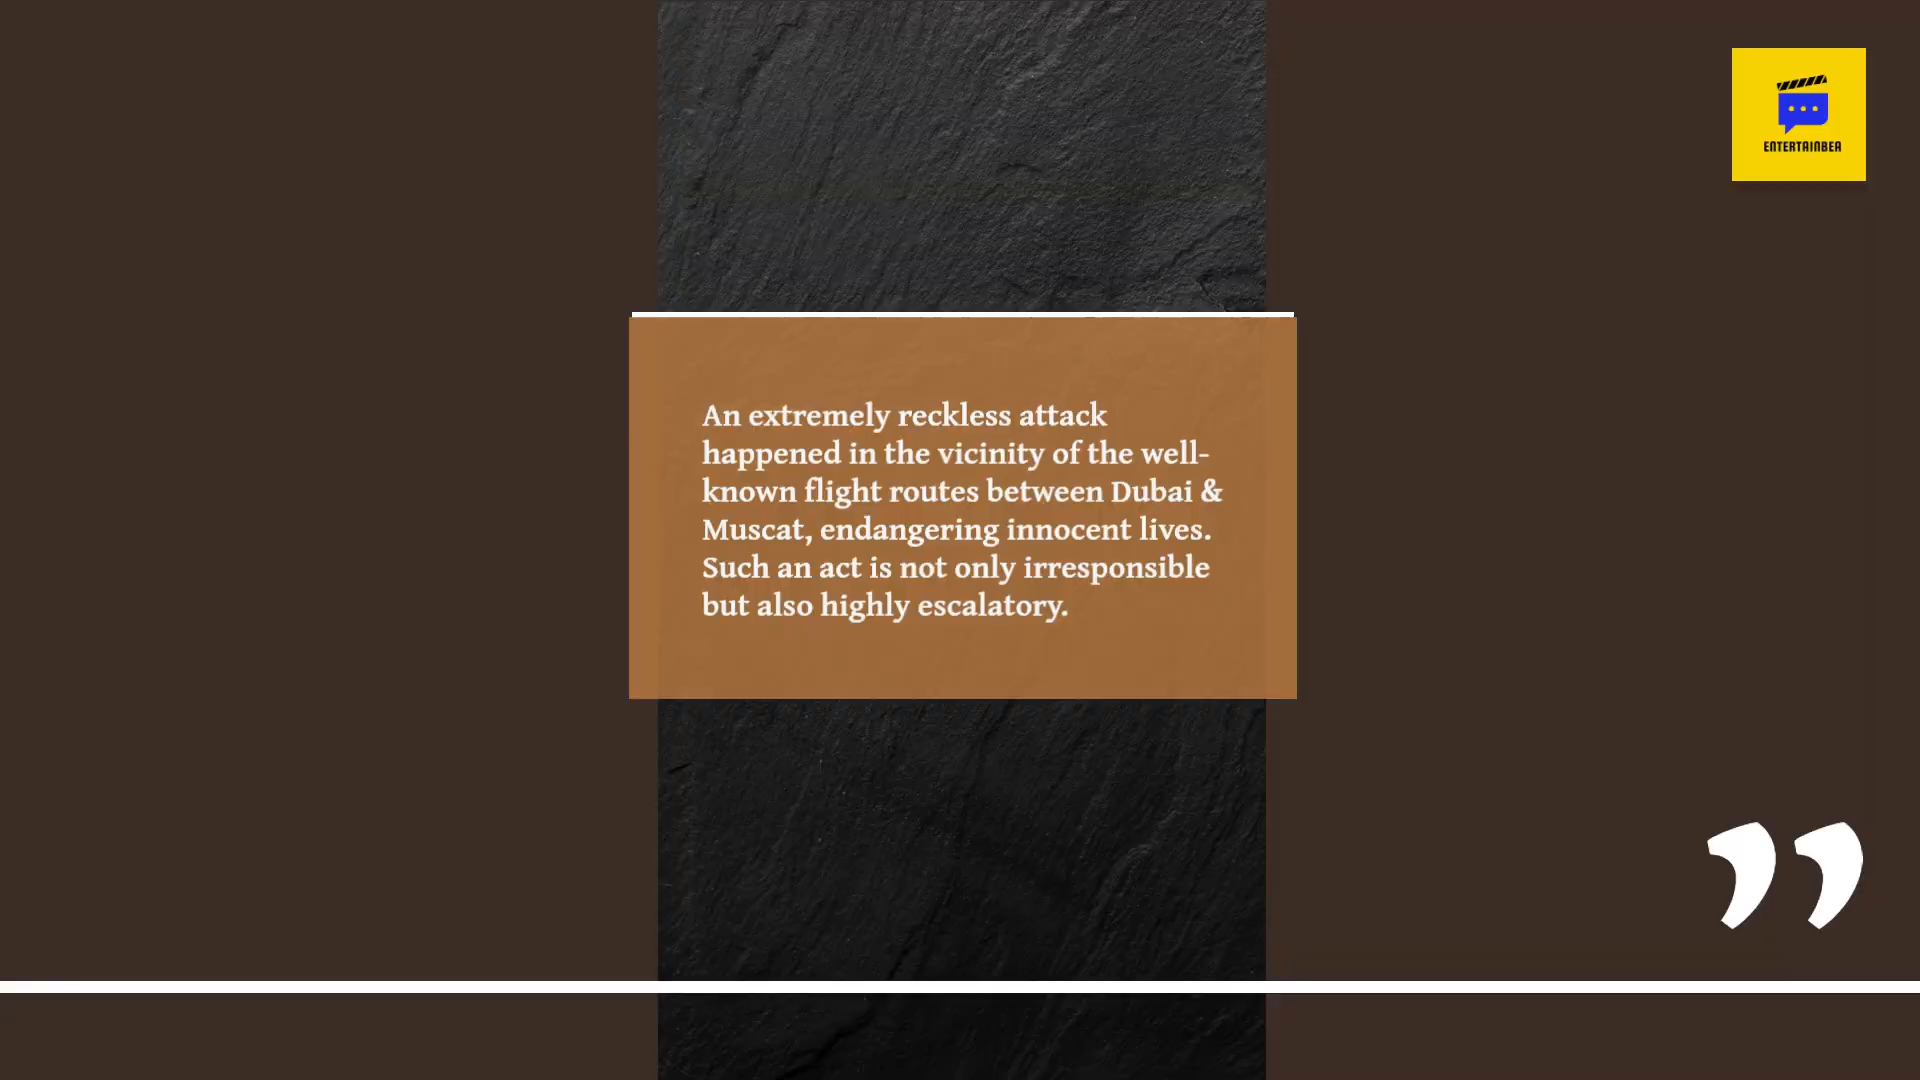 ENTERTAINBEA
An extremely reckless attack
happened in the vicinity of the well-
known flight routes between Dubai &
Muscat, endangering innocent lives.
Such an act is not only irresponsible
but also highly escalatory.
”